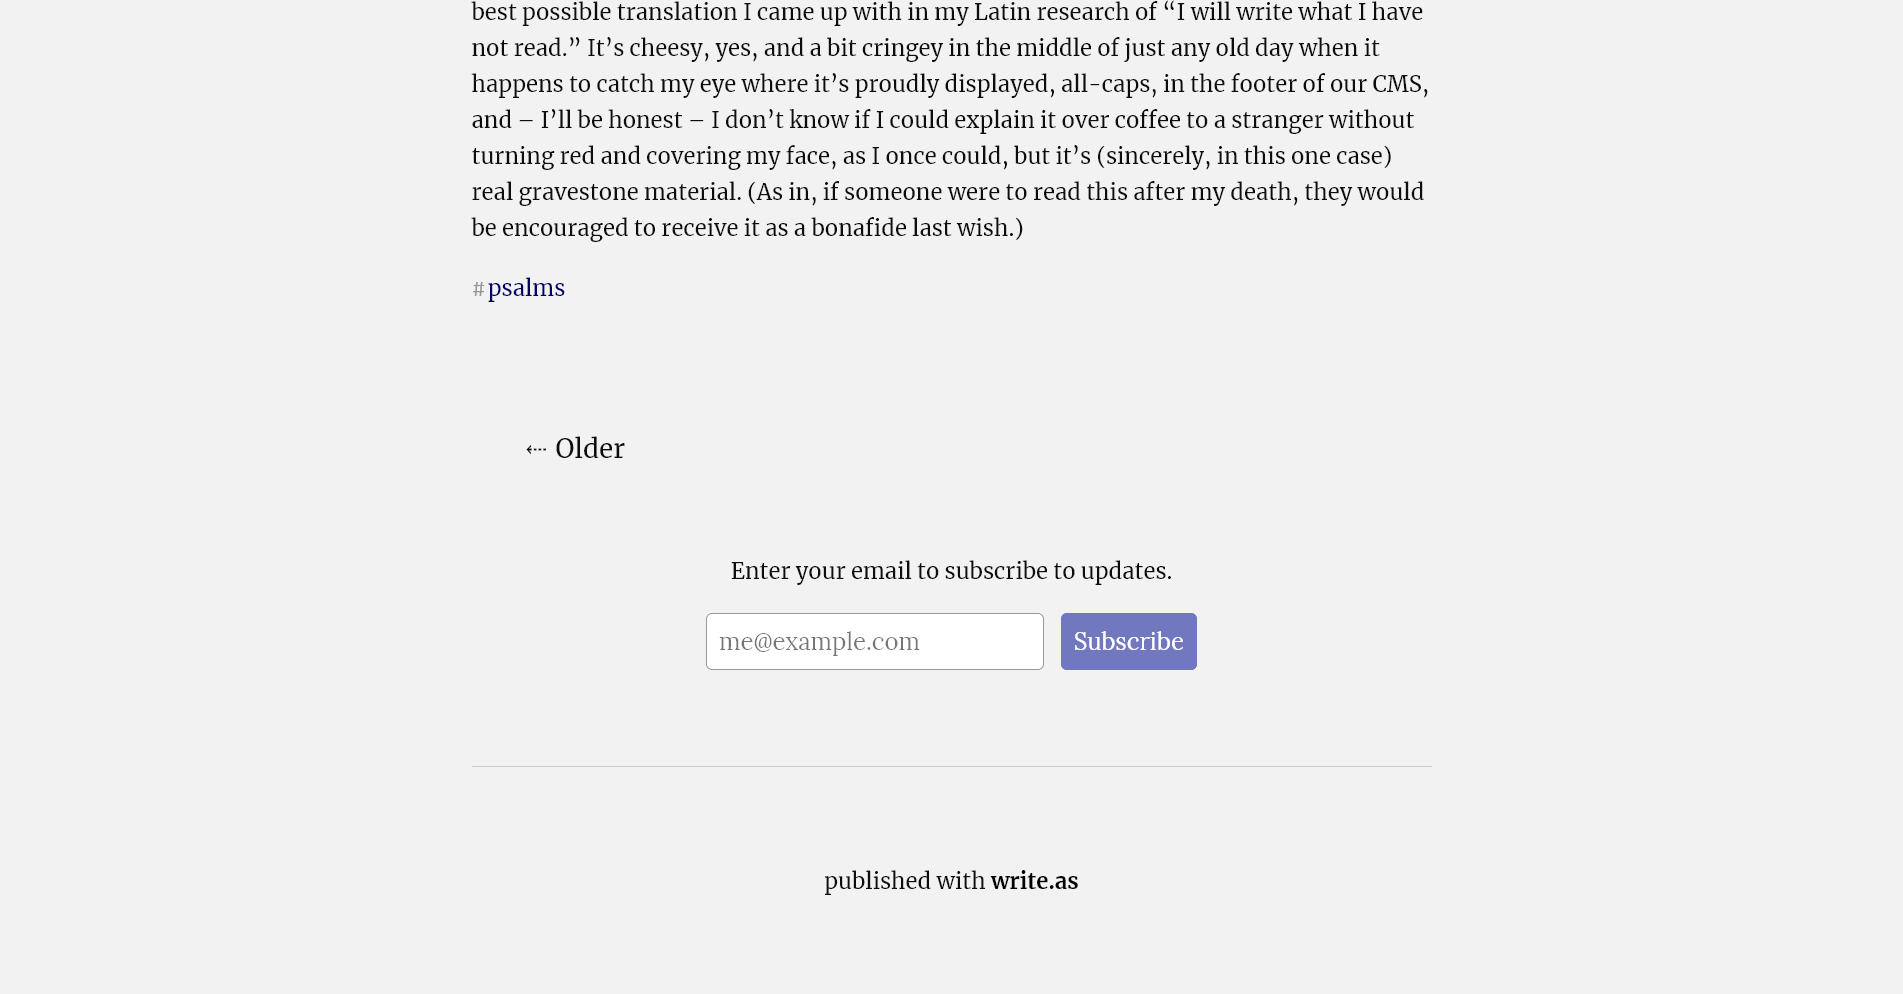 best possible translation I came up with in my Latin research of “I will write what I have
not read.” It’s cheesy, yes, and a bit cringey in the middle of just any old day when it
happens to catch my eye where it’s proudly displayed, all-caps, in the footer of our CMS,
and – I’ll be honest – I don’t know if I could explain it over coffee to a stranger without
turning red and covering my face, as I once could, but it’s (sincerely, in this one case)
real gravestone material. (As in, if someone were to read this after my death, they would
be encouraged to receive it as a bonafide last wish.)
#psalms
⇠ Older
Enter your email to subscribe to updates.
me@example.com Subscribe
published with write.as